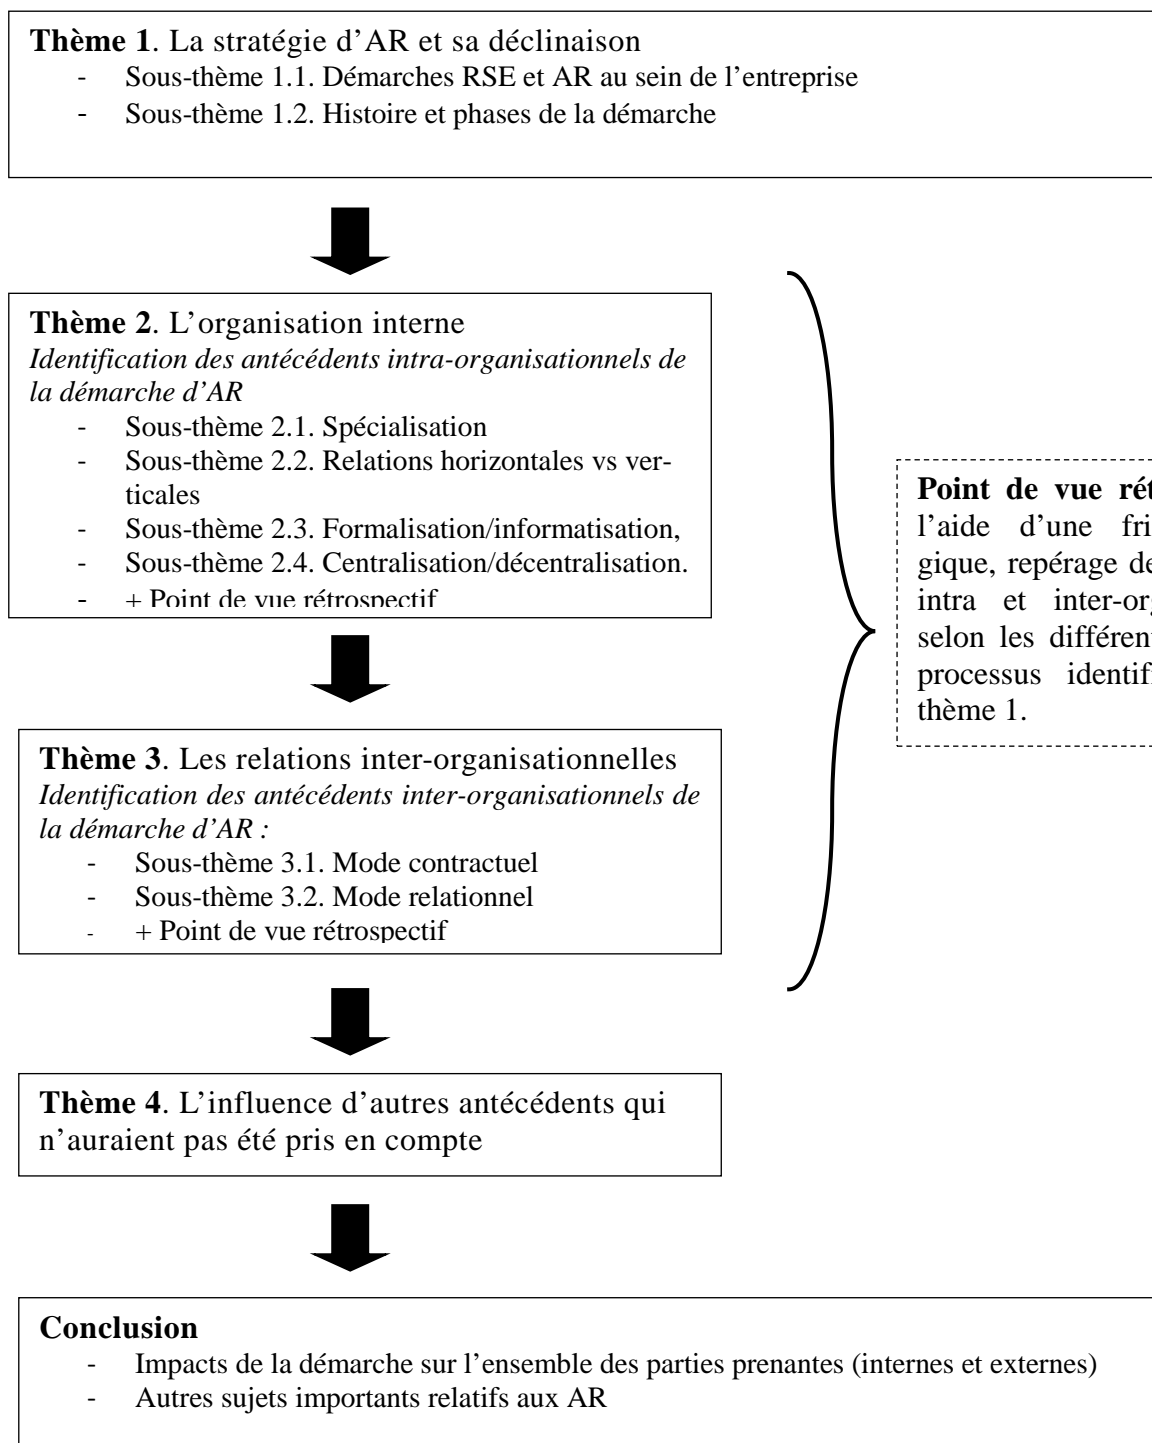 Thème 1. La stratégie d’AR et sa déclinaison
- Sous-thème 1.1. Démarches RSE et AR au sein de l’entreprise
- Sous-thème 1.2. Histoire et phases de la démarche
Thème 2. L’organisation interne
Identification des antécédents intra-organisationnels de
la démarche d’AR
- Sous-thème 2.1. Spécialisation
- Sous-thème 2.2. Relations horizontales vs ver-
ticales
- Sous-thème 2.3. Formalisation/informatisation,
- Sous-thème 2.4. Centralisation/décentralisation.
- + Point de vue rétrospectif
Thème 3. Les relations inter-organisationnelles
Identification des antécédents inter-organisationnels de
la démarche d’AR :
- Sous-thème 3.1. Mode contractuel
- Sous-thème 3.2. Mode relationnel
- + Point de vue rétrospectif
Point de vue
l’aide d’une
gique, repérage
intra et
selon les
processus
thème 1.
Thème 4. L’influence d’autres antécédents qui
n’auraient pas été pris en compte
Conclusion
- Impacts de la démarche sur l’ensemble des parties prenantes (internes et externes)
- Autres sujets importants relatifs aux AR